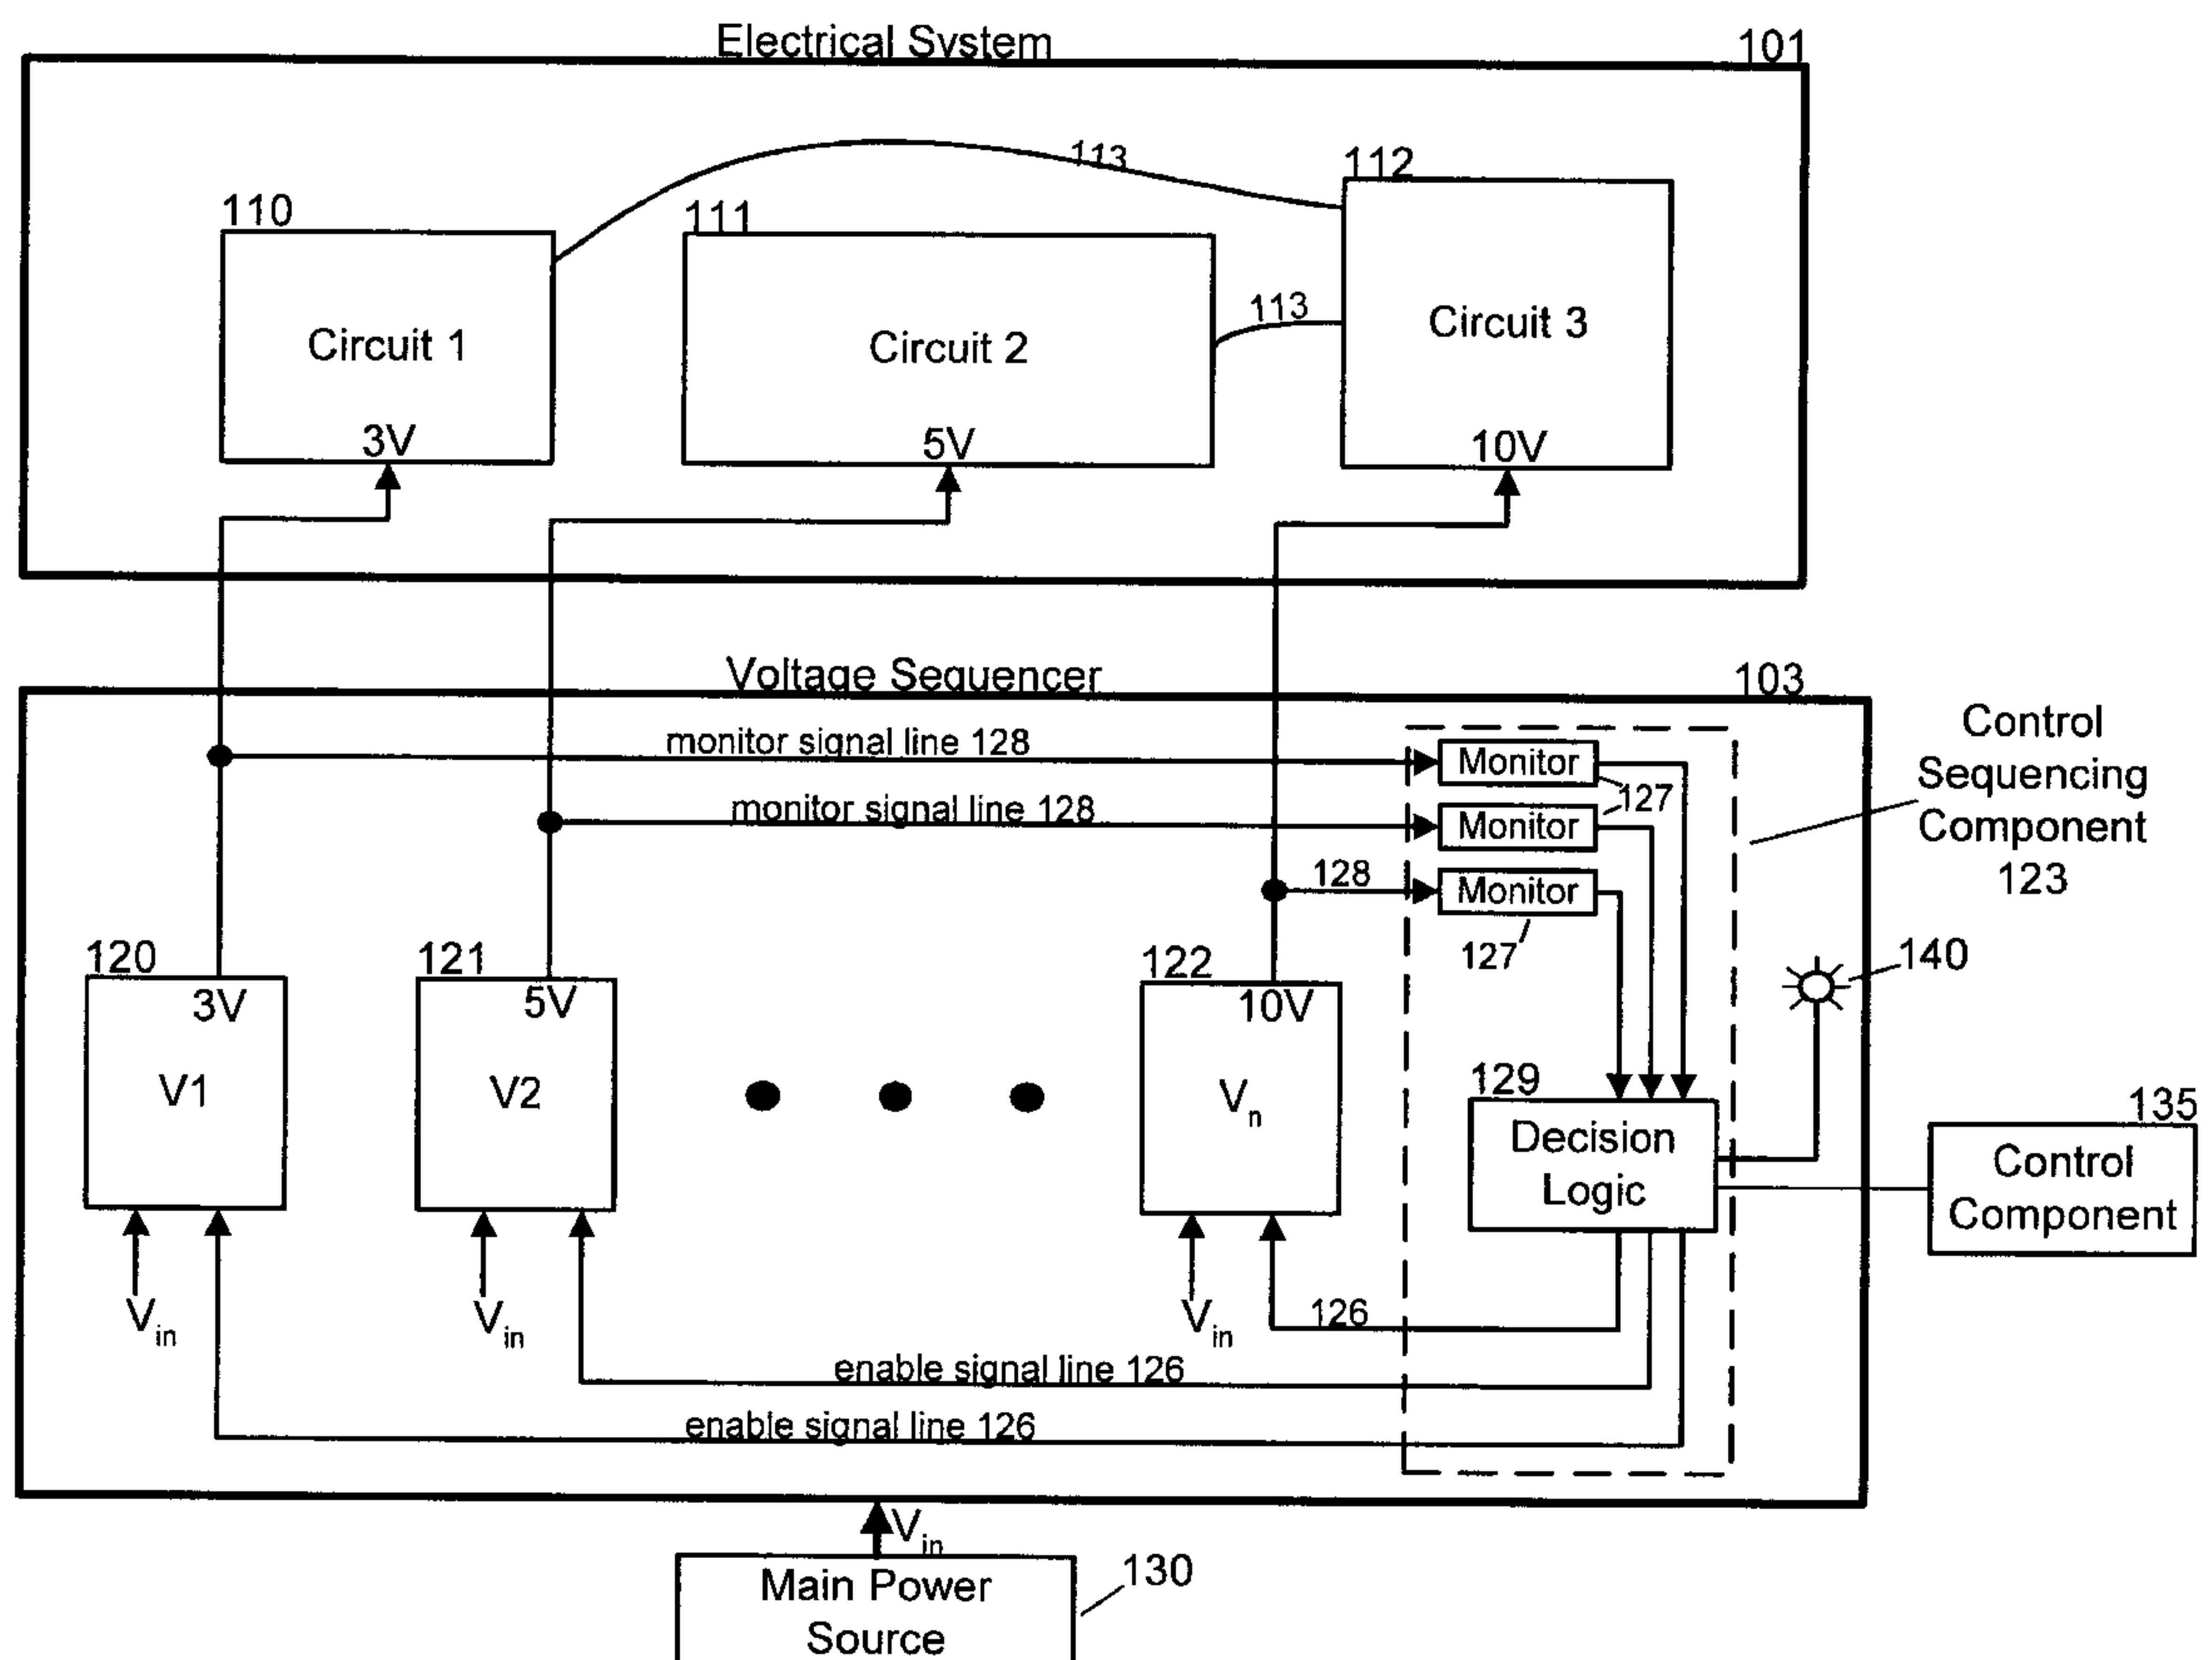 Electrical System
101
113
112
110
111
113
Circuit 1
Circuit 2
Circuit 3
3V
5V
10V
Voltage Sequencer
103
Control
Sequencing
Component
123
monitor signal line 128
Monitor
127
monitor signal line 128
Monitor
128
Monitor
127
120
121
122
140
3V
5V
10V
V1
V2
Vn
129
Decision
Logic
135
Control
Component
Vin
Vin
Vin
126
enable signal line 126
enable signal line 126
Vin
Main Power
Source
130